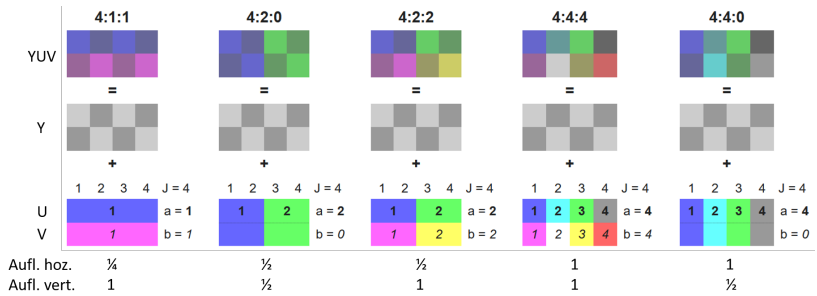 4:1:1 4:2:0 4:2:2 4:4:4 4:4:0
YUV
= = = = =
Y
+ + + + +
1 2 3 4 J = 4 1 2 3 4 J = 4 1 2 3 4 J = 4 1 2 3 4 J = 4 1 2 3 4 J = 4
U 1 a = 1 1 2 a = 2 1 2 a = 2 1 2 3 4 a = 4 1 2 3 4 a = 4
V 1 b = 1 b = 0 1 2 b = 2 1 2 3 4 b = 4 b = 0
Aufl. hoz. ¼ ½ ½ 1 1
Aufl. vert. 1 ½ 1 1 ½